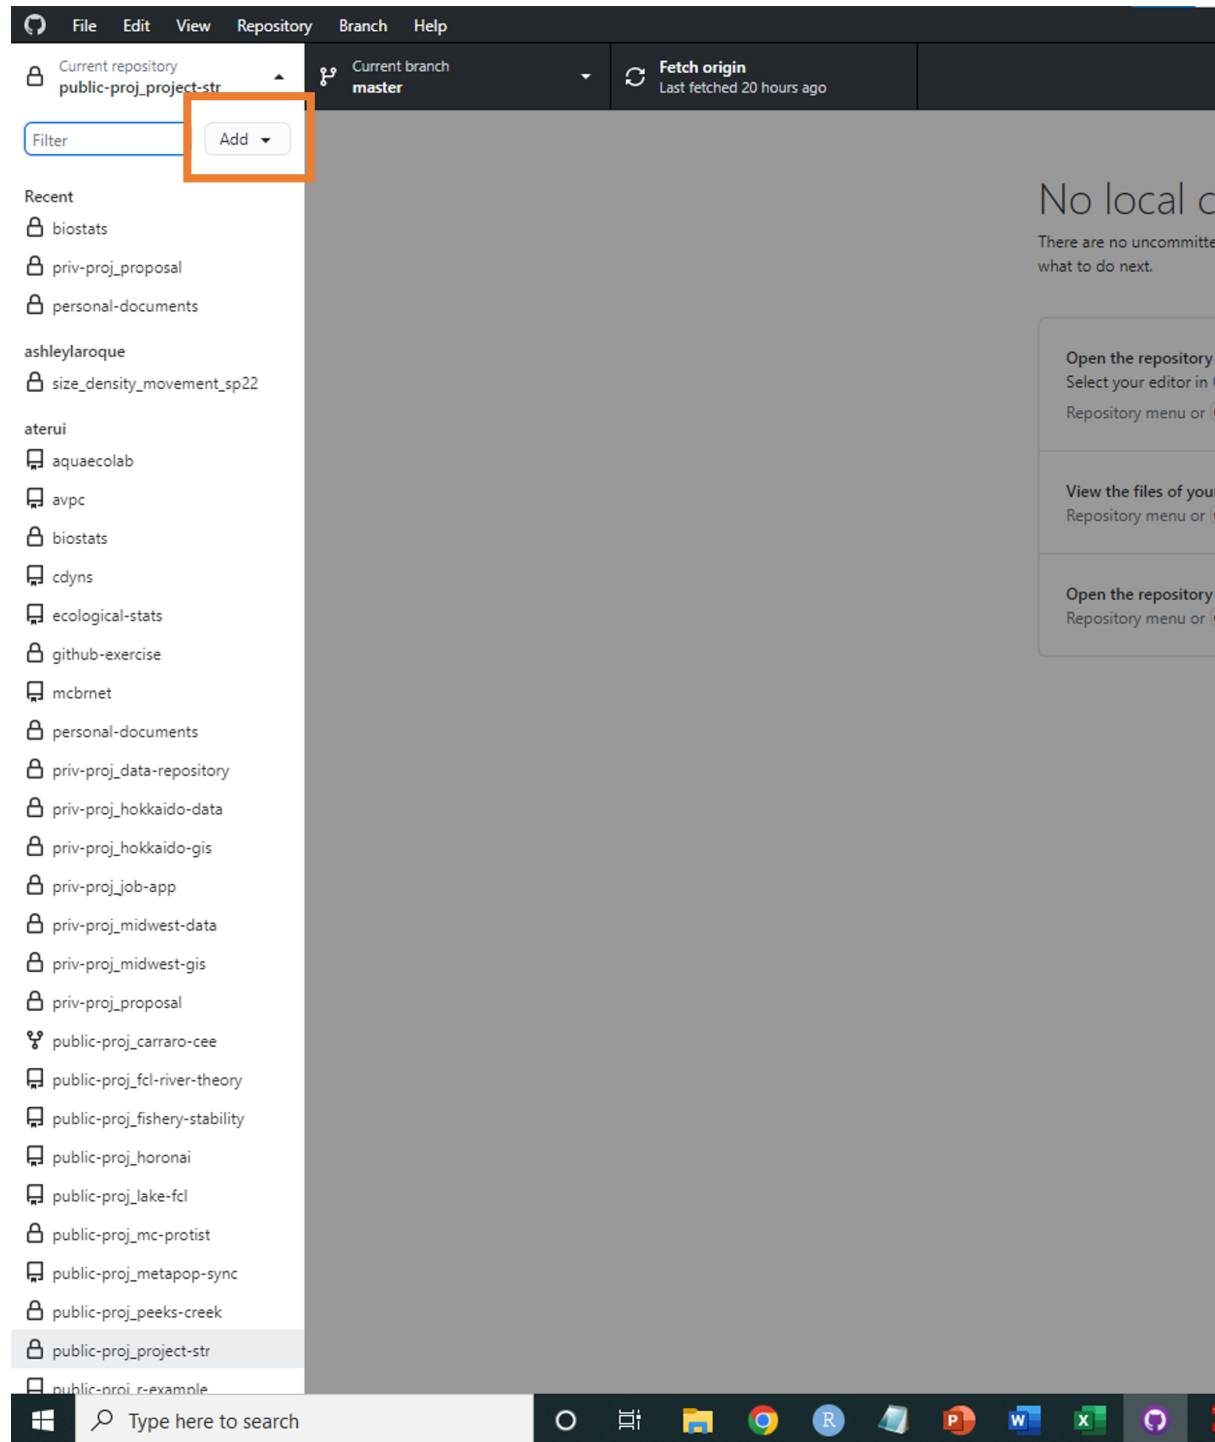 File Edit View Repository Branch Help
Current repository
public-proj_project-str
Current branch
master
Fetch origin
Last fetched 20 hours ago
Filter
Add
Recent
biostats
priv-proj_proposal
personal-documents
ashleylaroque
size_density_movement_sp22
aterui
aquaecolab
avpc
biostats
cdyns
ecological-stats
github-exercise
mcbrnet
personal-documents
priv-proj_data-repository
priv-proj_hokkaido-data
priv-proj_hokkaido-gis
priv-proj_job-app
priv-proj_midwest-data
priv-proj_midwest-gis
priv-proj_proposal
public-proj_carraro-cee
public-proj_fcl-river-theory
public-proj_fishery-stability
public-proj_horonai
public-proj_lake-fcl
public-proj_mc-protist
public-proj_metapop-sync
public-proj_peeks-creek
public-proj_project-str
public-proj_r-example
No local c
There are no uncommitte
what to do next.
Open the repository
Select your editor in
Repository menu or
View the files of your
Repository menu or
Open the repository
Repository menu or
Type here to search
R
P
W
X